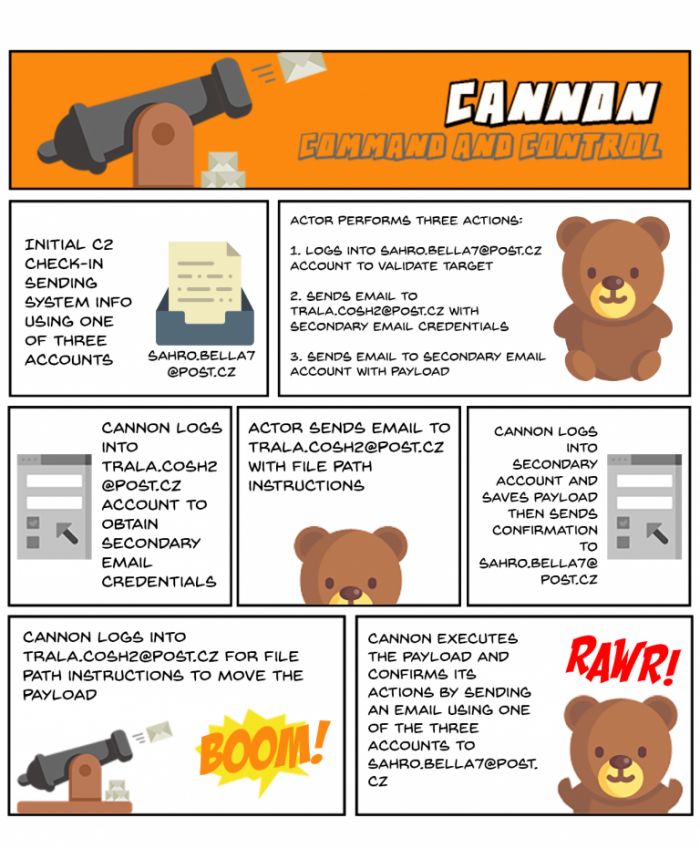 CANNON
COMMAND AND CONTROL
INITIAL C2
CHECK-IN
SENDING
SYSTEM INFO
USING ONE
OF THREE
ACCOUNTS
SAHRO.BELLA7
@POST.CZ
ACTOR PERFORMS THREE ACTIONS:
1. LOGS INTO SAHRO.BELLA7@POST.CZ
ACCOUNT TO VALIDATE TARGET
2. SENDS EMAIL TO
TRALA.COSH2@POST.CZ WITH
SECONDARY EMAIL CREDENTIALS
3. SENDS EMAIL TO SECONDARY EMAIL
ACCOUNT WITH PAYLOAD
CANNON LOGS
INTO
TRALA.COSH2
@POST.CZ
ACCOUNT TO
OBTAIN
SECONDARY
EMAIL
CREDENTIALS
ACTOR SENDS EMAIL TO
TRALA.COSH2@POST.CZ
WITH FILE PATH
INSTRUCTIONS
CANNON LOGS
INTO
SECONDARY
ACCOUNT AND
SAVES PAYLOAD
THEN SENDS
CONFIRMATION
TO
SAHRO.BELLA7@
POST.CZ
CANNON LOGS INTO
TRALA.COSH2@POST.CZ FOR FILE
PATH INSTRUCTIONS TO MOVE THE
PAYLOAD
BOOM!
CANNON EXECUTES
THE PAYLOAD AND
CONFIRMS ITS
ACTIONS BY SENDING
AN EMAIL USING ONE
OF THE THREE
ACCOUNTS TO
SAHRO.BELLA7@POST.
CZ
RAWR!